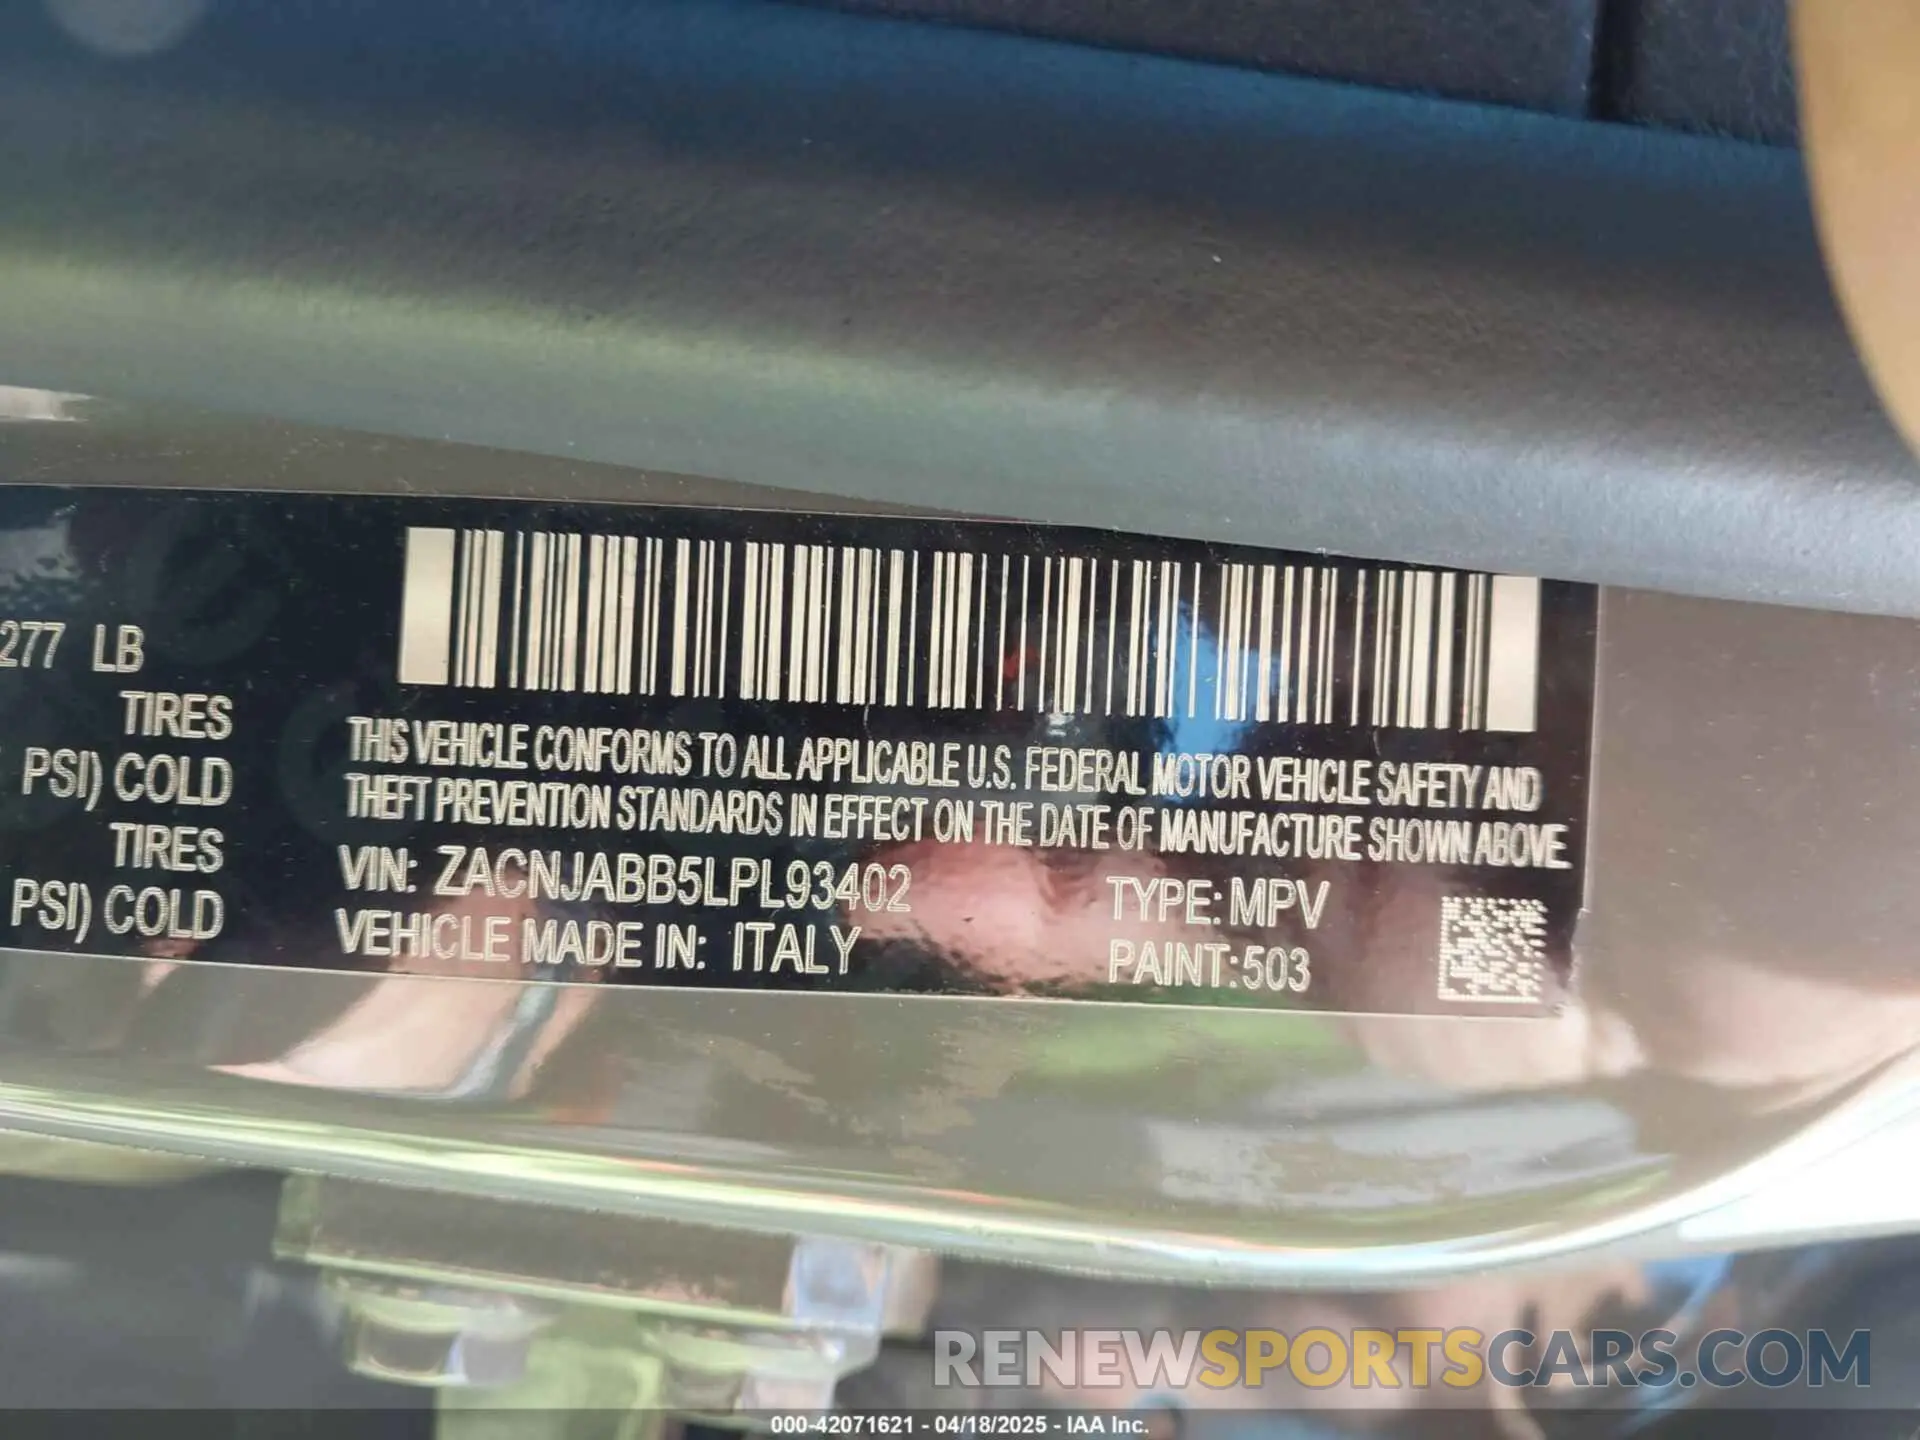 277 LB
TIRES
PSI) COLD
TIRES
PSI) COLD
THIS VEHICLE CONFORMS TO ALL APPLICABLE U.S. FEDERAL MOTOR VEHICLE SAFETY AND
THEFT PREVENTION STANDARDS IN EFFECT ON THE DATE OF MANUFACTURE SHOWN ABOVE.
VIN: ZACNJABB5LPL93402 TYPE: MPV
VEHICLE MADE IN: ITALY PAINT:503
RENEWSPORTSCARS.COM
000-42071621 - 04/18/2025 - IAA Inc.